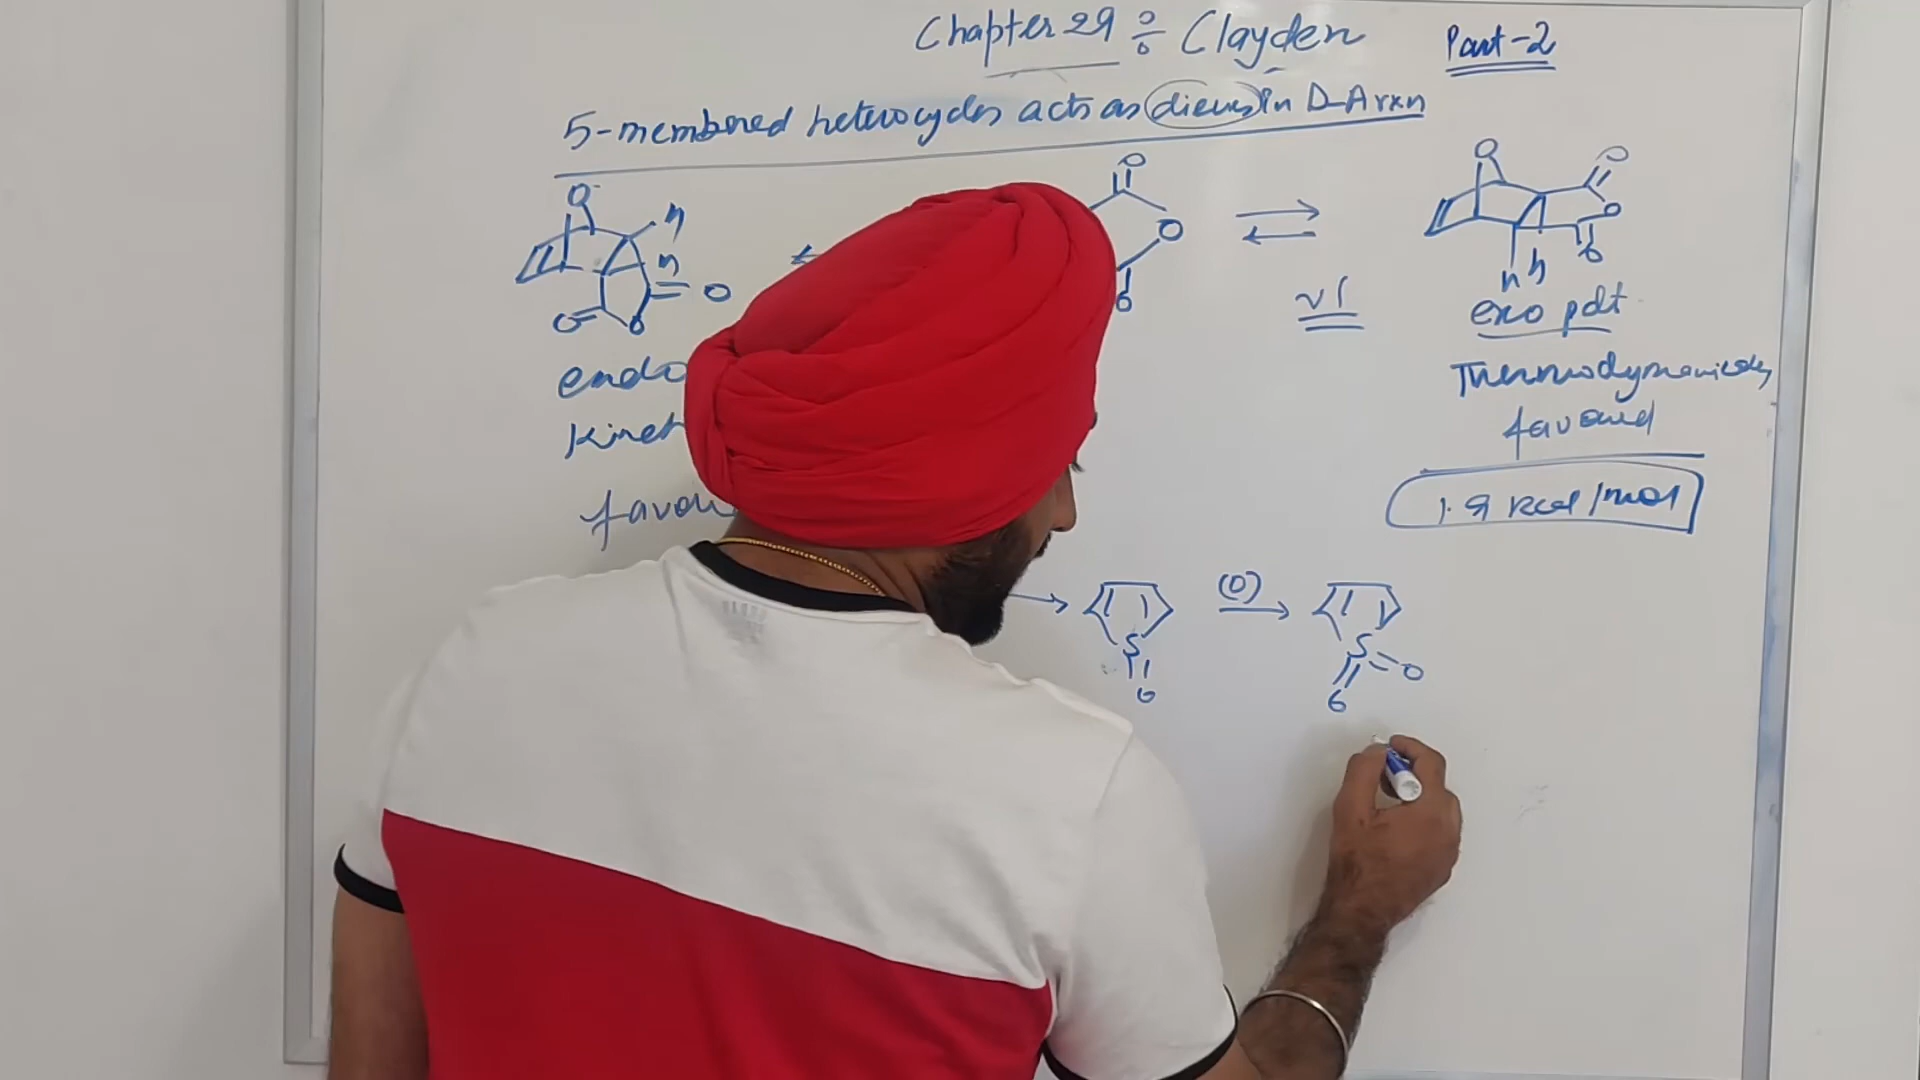 Chapter 29 ÷ Clayden Part-2
5-membered heterocycles acts as dienes in D-A rxn
O O O
O H H O O O
O O
O O H H
exo pdt
endo
Thermodynamically
Kinet
favoured
favou
1.9 kcal/mol
(O)
S S
O O O